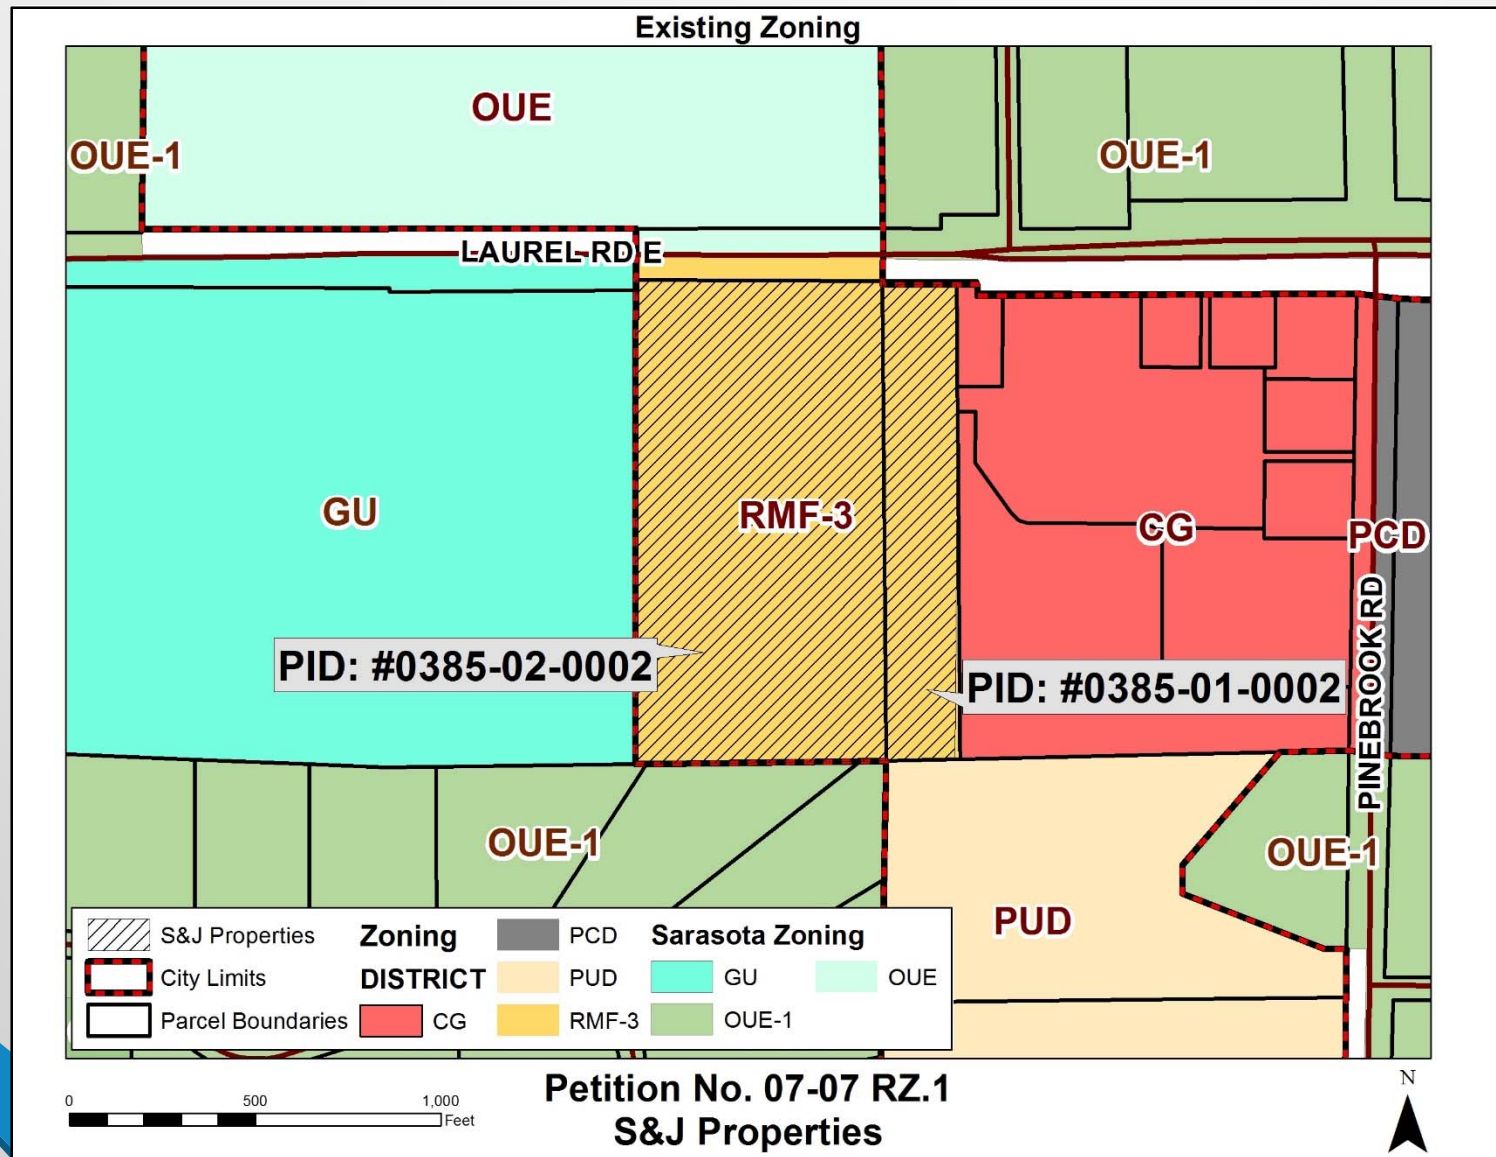 Existing Zoning
OUE
OUE-1
OUE-1
LAUREL RD E
GU
RMF-3
CG
PCD
PID: #0385-02-0002
PID: #0385-01-0002
PINEBROOK RD
OUE-1
OUE-1
PUD
S&J Properties
City Limits
Parcel Boundaries
Zoning
DISTRICT
CG
PCD
PUD
RMF-3
Sarasota Zoning
GU
OUE-1
OUE
0 500 1,000
Feet
Petition No. 07-07 RZ.1
S&J Properties
N